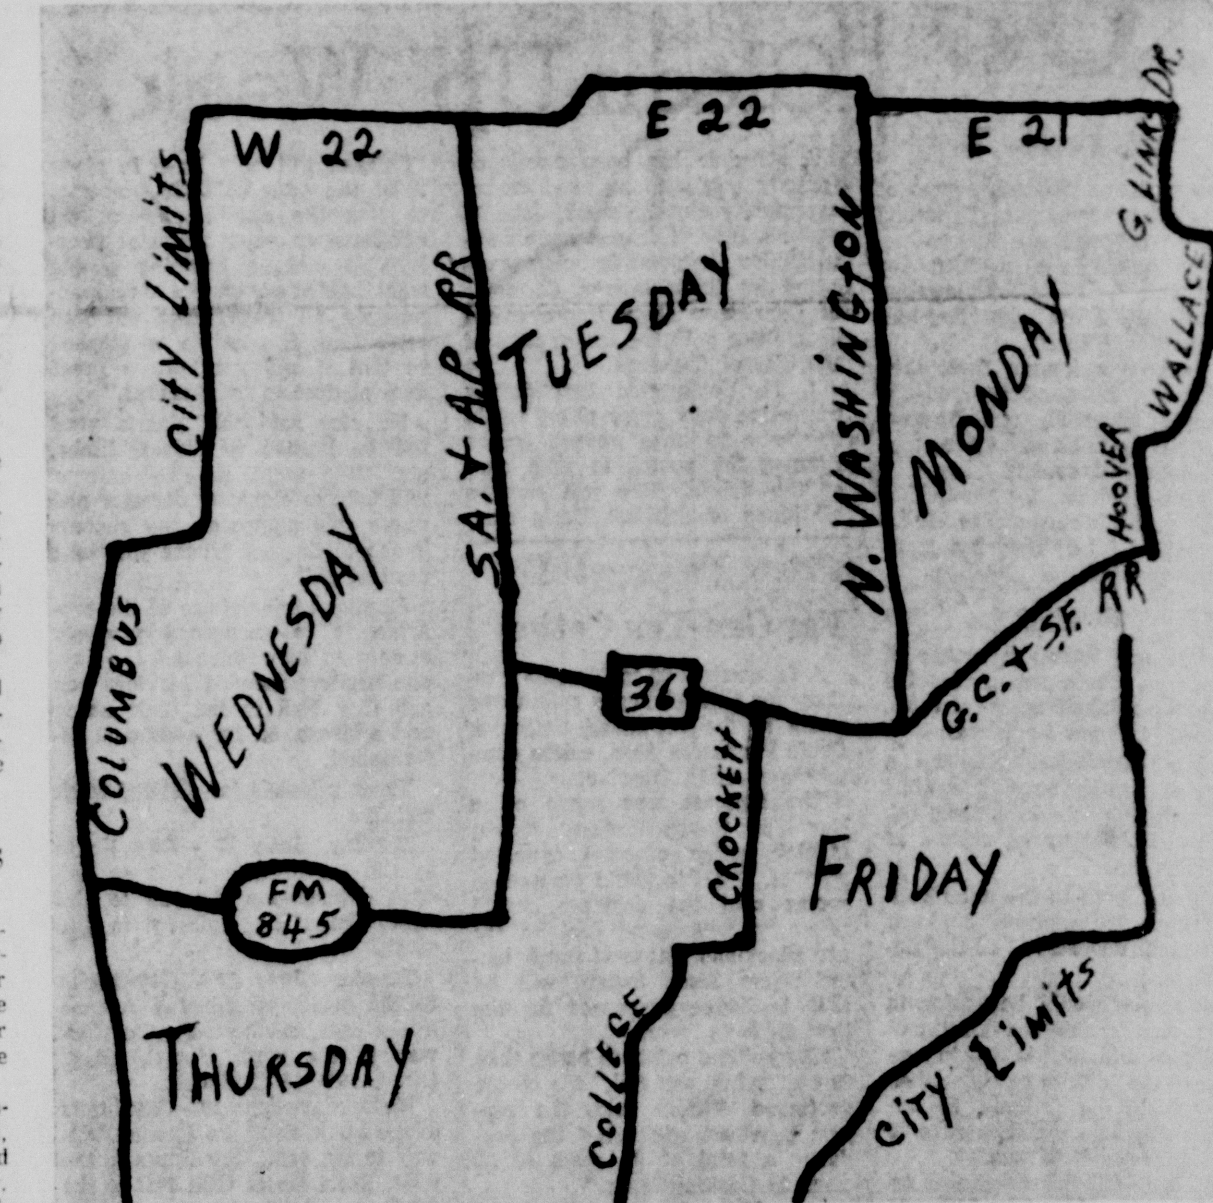 W 22
E 22
E 21
G. LINKS DR.
City Limits
S.A. & A.P. RR
TUESDAY
N. WASHINGTON
MONDAY
WALLACE
HOOVER
COLUMBUS
WEDNESDAY
36
G.C. & S.F. RR
CROCKETT
FRIDAY
FM
845
THURSDAY
COLLEGE
City Limits